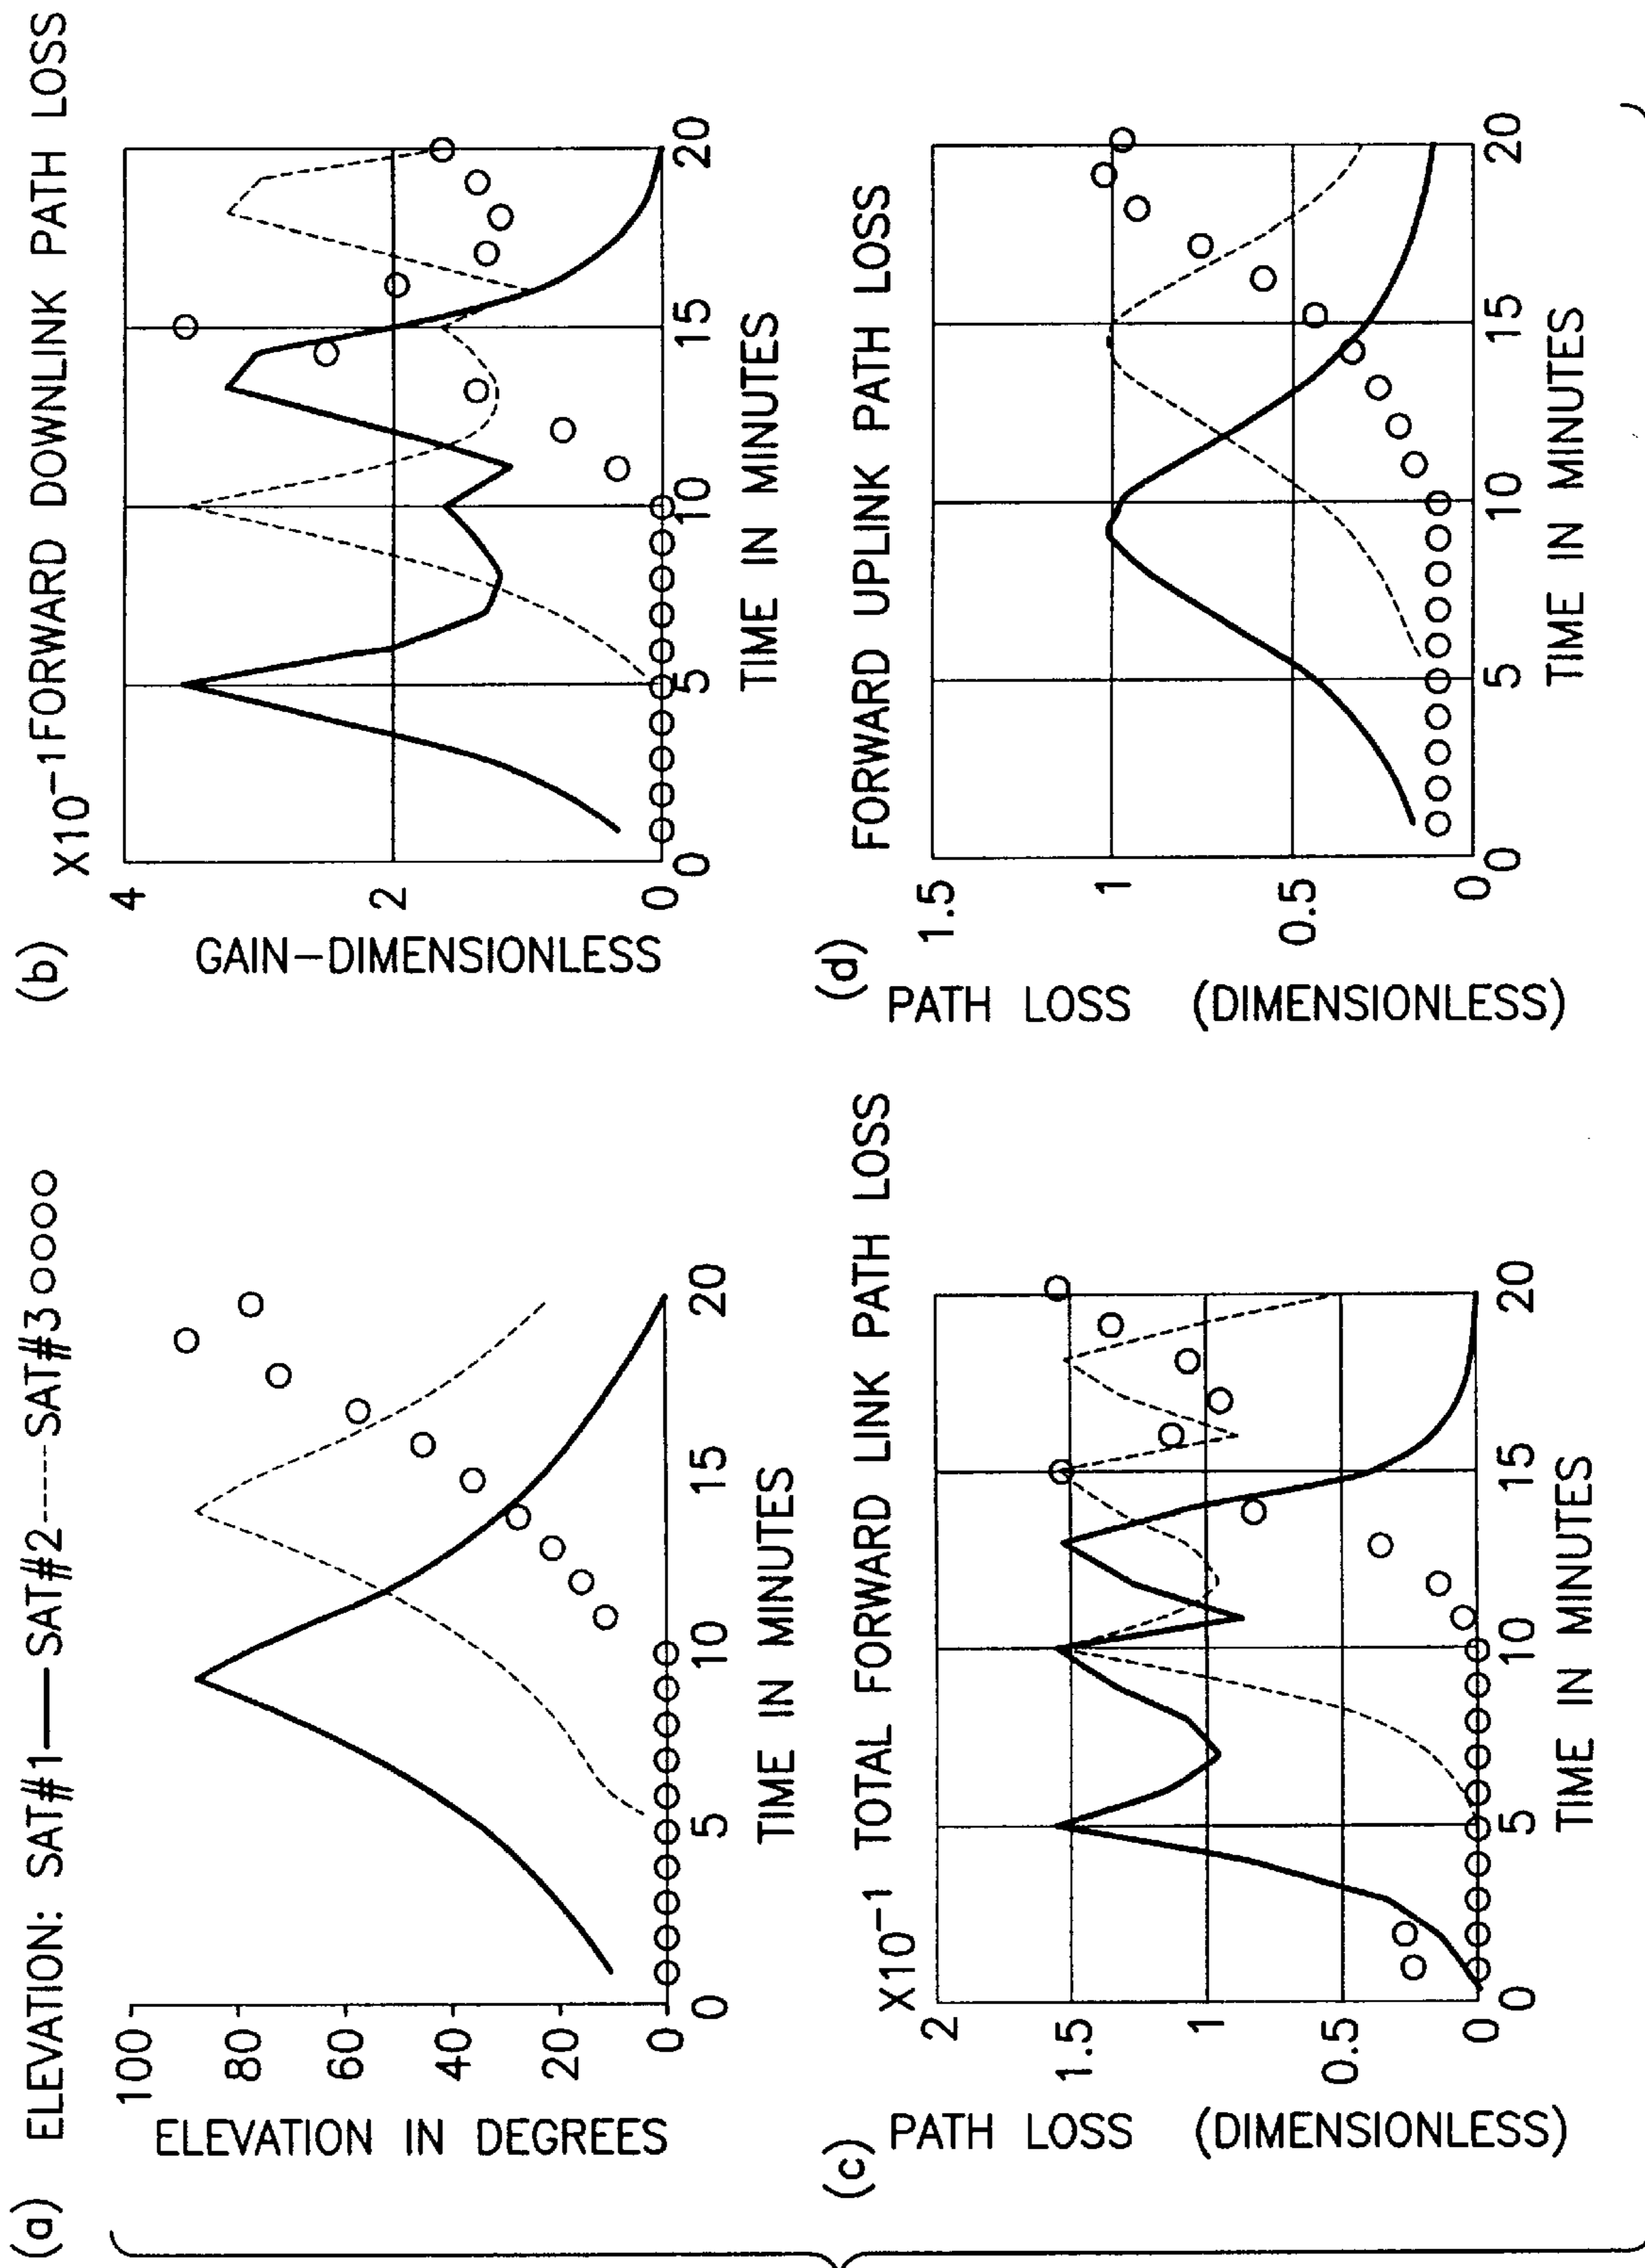 (a) ELEVATION: SAT#1——SAT#2-----SAT#3 oooo
ELEVATION IN DEGREES
100
80
60
40
20
0
0 5 10 15 20
TIME IN MINUTES
(b) X10⁻¹ FORWARD DOWNLINK PATH LOSS
GAIN-DIMENSIONLESS
4
2
0
0 5 10 15 20
TIME IN MINUTES
(c) X10⁻¹ TOTAL FORWARD LINK PATH LOSS
PATH LOSS (DIMENSIONLESS)
2
1.5
1
0.5
0
0 5 10 15 20
TIME IN MINUTES
(d) FORWARD UPLINK PATH LOSS
PATH LOSS (DIMENSIONLESS)
1.5
1
0.5
0
0 5 10 15 20
TIME IN MINUTES